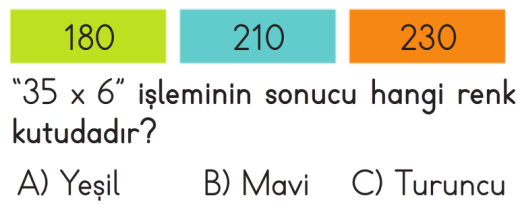 180 210 230
"35 x 6" işleminin sonucu hangi renk
kutudadır?
A) Yeşil B) Mavi C) Turuncu